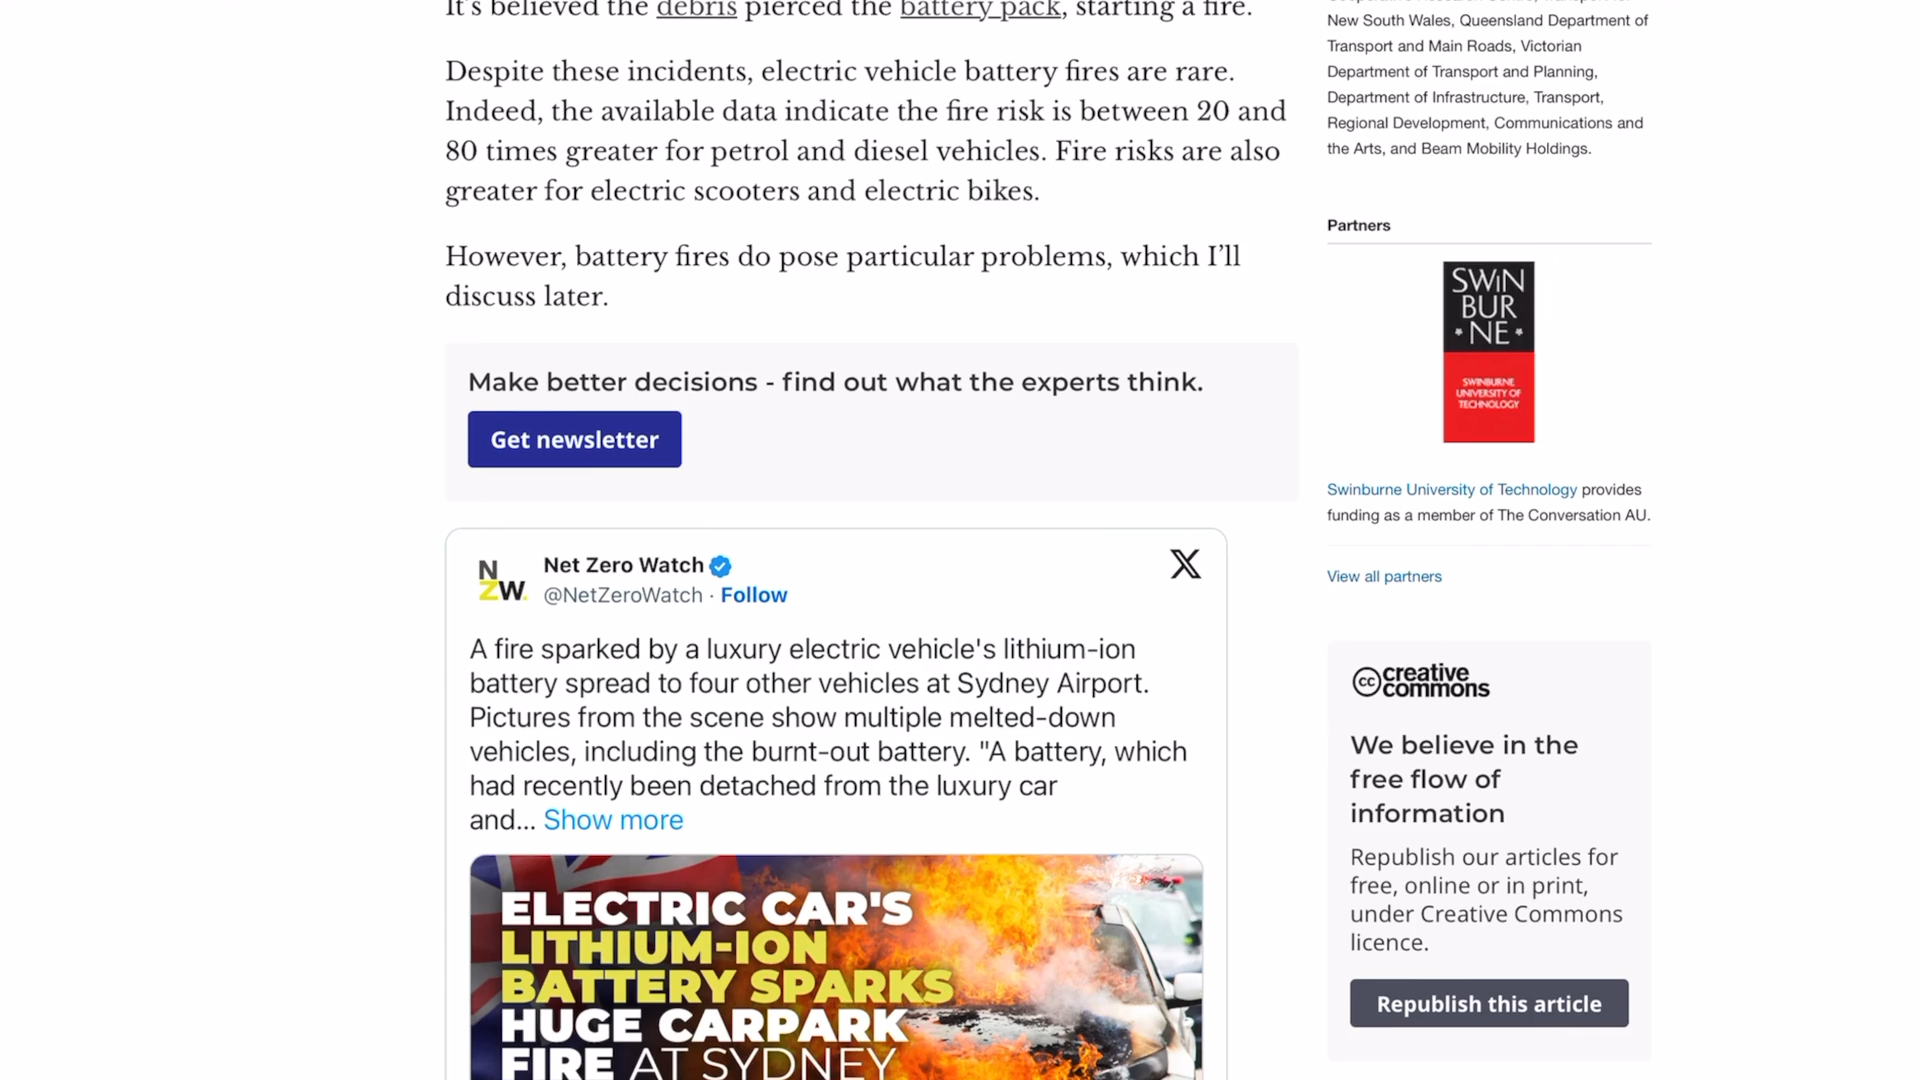 It's believed the debris pierced the battery pack, starting a fire.
Despite these incidents, electric vehicle battery fires are rare.
Indeed, the available data indicate the fire risk is between 20 and
80 times greater for petrol and diesel vehicles. Fire risks are also
greater for electric scooters and electric bikes.
However, battery fires do pose particular problems, which I'll
discuss later.
Make better decisions - find out what the experts think.
Get newsletter
N
ZW.
Net Zero Watch
@NetZeroWatch · Follow
A fire sparked by a luxury electric vehicle's lithium-ion
battery spread to four other vehicles at Sydney Airport.
Pictures from the scene show multiple melted-down
vehicles, including the burnt-out battery. "A battery, which
had recently been detached from the luxury car
and... Show more
ELECTRIC CAR'S
LITHIUM-ION
BATTERY SPARKS
HUGE CARPARK
FIRE AT SYDNEY
New South Wales, Queensland Department of
Transport and Main Roads, Victorian
Department of Transport and Planning,
Department of Infrastructure, Transport,
Regional Development, Communications and
the Arts, and Beam Mobility Holdings.
Partners
SWIN
BUR
* NE *
SWINBURNE
UNIVERSITY OF
TECHNOLOGY
Swinburne University of Technology provides
funding as a member of The Conversation AU.
View all partners
cc creative
commons
We believe in the
free flow of
information
Republish our articles for
free, online or in print,
under Creative Commons
licence.
Republish this article